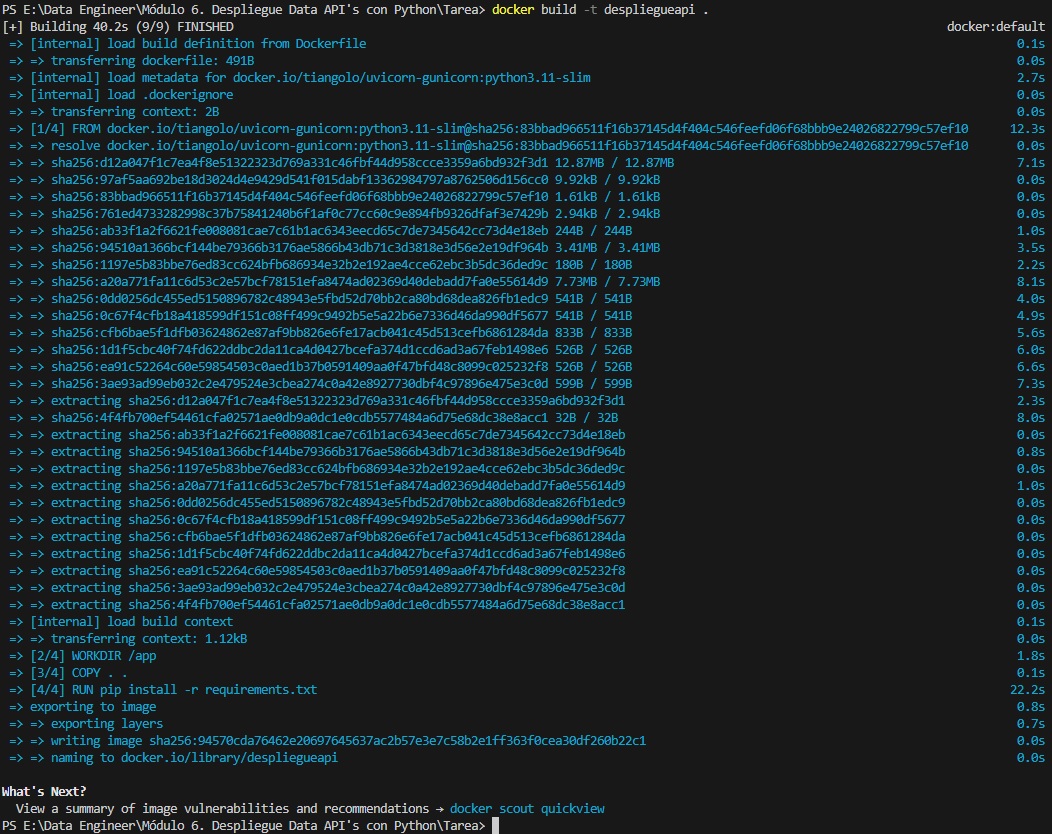 PS E:\Data Engineer\Módulo 6. Despliegue Data API's con Python\Tarea> docker build -t despliegueapi .
[+] Building 40.2s (9/9) FINISHED docker:default
=> [internal] load build definition from Dockerfile 0.1s
=> => transferring dockerfile: 491B 0.0s
=> [internal] load metadata for docker.io/tiangolo/uvicorn-gunicorn:python3.11-slim 2.7s
=> [internal] load .dockerignore 0.0s
=> => transferring context: 2B 0.0s
=> [1/4] FROM docker.io/tiangolo/uvicorn-gunicorn:python3.11-slim@sha256:83bbad966511f16b37145d4f404c546feefd06f68bbb9e24026822799c57ef10 12.3s
=> => resolve docker.io/tiangolo/uvicorn-gunicorn:python3.11-slim@sha256:83bbad966511f16b37145d4f404c546feefd06f68bbb9e24026822799c57ef10 0.0s
=> => sha256:d12a047f1c7ea4f8e51322323d769a331c46fbf44d958ccce3359a6bd932f3d1 12.87MB / 12.87MB 7.1s
=> => sha256:97af5aa692be18d3024d4e9429d541f015dabf13362984797a8762506d156cc0 9.92kB / 9.92kB 0.0s
=> => sha256:83bbad966511f16b37145d4f404c546feefd06f68bbb9e24026822799c57ef10 1.61kB / 1.61kB 0.0s
=> => sha256:761ed4733282998c37b75841240b6f1af0c77cc60c9e894fb9326dfaf3e7429b 2.94kB / 2.94kB 0.0s
=> => sha256:ab33f1a2f6621fe008081cae7c61b1ac6343eecd65c7de7345642cc73d4e18eb 244B / 244B 1.0s
=> => sha256:94510a1366bcf144be79366b3176ae5866b43db71c3d3818e3d56e2e19df964b 3.41MB / 3.41MB 3.5s
=> => sha256:1197e5b83bbe76ed83cc624bfb686934e32b2e192ae4cce62ebc3b5dc36ded9c 180B / 180B 2.2s
=> => sha256:a20a771fa11c6d53c2e57bcf78151efa8474ad02369d40debadd7fa0e55614d9 7.73MB / 7.73MB 8.1s
=> => sha256:0dd0256dc455ed5150896782c48943e5fbd52d70bb2ca80bd68dea826fb1edc9 541B / 541B 4.0s
=> => sha256:0c67f4cfb18a418599df151c08ff499c9492b5e5a22b6e7336d46da990df5677 541B / 541B 4.9s
=> => sha256:cfb6bae5f1dfb03624862e87af9bb826e6fe17acb041c45d513cefb6861284da 833B / 833B 5.6s
=> => sha256:1d1f5cbc40f74fd622ddbc2da11ca4d0427bcefa374d1ccd6ad3a67feb1498e6 526B / 526B 6.0s
=> => sha256:ea91c52264c60e59854503c0aed1b37b0591409aa0f47bfd48c8099c025232f8 526B / 526B 6.6s
=> => sha256:3ae93ad99eb032c2e479524e3cbea274c0a42e8927730dbf4c97896e475e3c0d 599B / 599B 7.3s
=> => extracting sha256:d12a047f1c7ea4f8e51322323d769a331c46fbf44d958ccce3359a6bd932f3d1 2.3s
=> => sha256:4f4fb700ef54461cfa02571ae0db9a0dc1e0cdb5577484a6d75e68dc38e8acc1 32B / 32B 8.0s
=> => extracting sha256:ab33f1a2f6621fe008081cae7c61b1ac6343eecd65c7de7345642cc73d4e18eb 0.0s
=> => extracting sha256:94510a1366bcf144be79366b3176ae5866b43db71c3d3818e3d56e2e19df964b 0.8s
=> => extracting sha256:1197e5b83bbe76ed83cc624bfb686934e32b2e192ae4cce62ebc3b5dc36ded9c 0.0s
=> => extracting sha256:a20a771fa11c6d53c2e57bcf78151efa8474ad02369d40debadd7fa0e55614d9 1.0s
=> => extracting sha256:0dd0256dc455ed5150896782c48943e5fbd52d70bb2ca80bd68dea826fb1edc9 0.0s
=> => extracting sha256:0c67f4cfb18a418599df151c08ff499c9492b5e5a22b6e7336d46da990df5677 0.0s
=> => extracting sha256:cfb6bae5f1dfb03624862e87af9bb826e6fe17acb041c45d513cefb6861284da 0.0s
=> => extracting sha256:1d1f5cbc40f74fd622ddbc2da11ca4d0427bcefa374d1ccd6ad3a67feb1498e6 0.0s
=> => extracting sha256:ea91c52264c60e59854503c0aed1b37b0591409aa0f47bfd48c8099c025232f8 0.0s
=> => extracting sha256:3ae93ad99eb032c2e479524e3cbea274c0a42e8927730dbf4c97896e475e3c0d 0.0s
=> => extracting sha256:4f4fb700ef54461cfa02571ae0db9a0dc1e0cdb5577484a6d75e68dc38e8acc1 0.0s
=> [internal] load build context 0.1s
=> => transferring context: 1.12kB 0.0s
=> [2/4] WORKDIR /app 1.8s
=> [3/4] COPY . . 0.1s
=> [4/4] RUN pip install -r requirements.txt 22.2s
=> exporting to image 0.8s
=> => exporting layers 0.7s
=> => writing image sha256:94570cda76462e20697645637ac2b57e3e7c58b2e1ff363f0cea30df260b22c1 0.0s
=> => naming to docker.io/library/despliegueapi 0.0s
What's Next?
View a summary of image vulnerabilities and recommendations → docker scout quickview
PS E:\Data Engineer\Módulo 6. Despliegue Data API's con Python\Tarea>